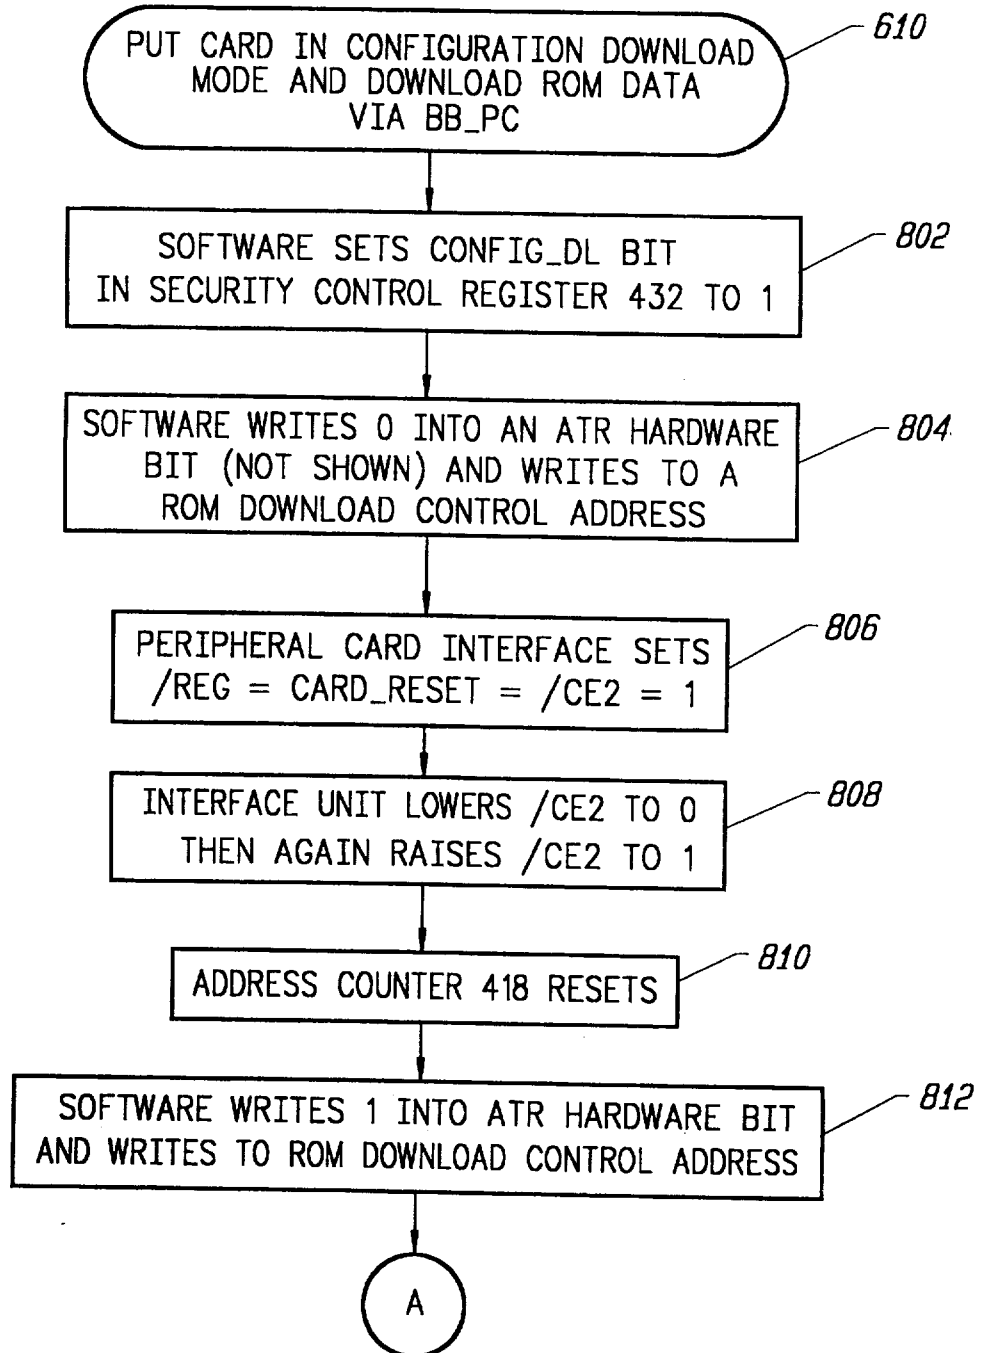 PUT CARD IN CONFIGURATION DOWNLOAD
MODE AND DOWNLOAD ROM DATA
VIA BB_PC
610
SOFTWARE SETS CONFIG_DL BIT
IN SECURITY CONTROL REGISTER 432 TO 1
802
SOFTWARE WRITES 0 INTO AN ATR HARDWARE
BIT (NOT SHOWN) AND WRITES TO A
ROM DOWNLOAD CONTROL ADDRESS
804
PERIPHERAL CARD INTERFACE SETS
/REG = CARD_RESET = /CE2 = 1
806
INTERFACE UNIT LOWERS /CE2 TO 0
THEN AGAIN RAISES /CE2 TO 1
808
ADDRESS COUNTER 418 RESETS
810
SOFTWARE WRITES 1 INTO ATR HARDWARE BIT
AND WRITES TO ROM DOWNLOAD CONTROL ADDRESS
812
A